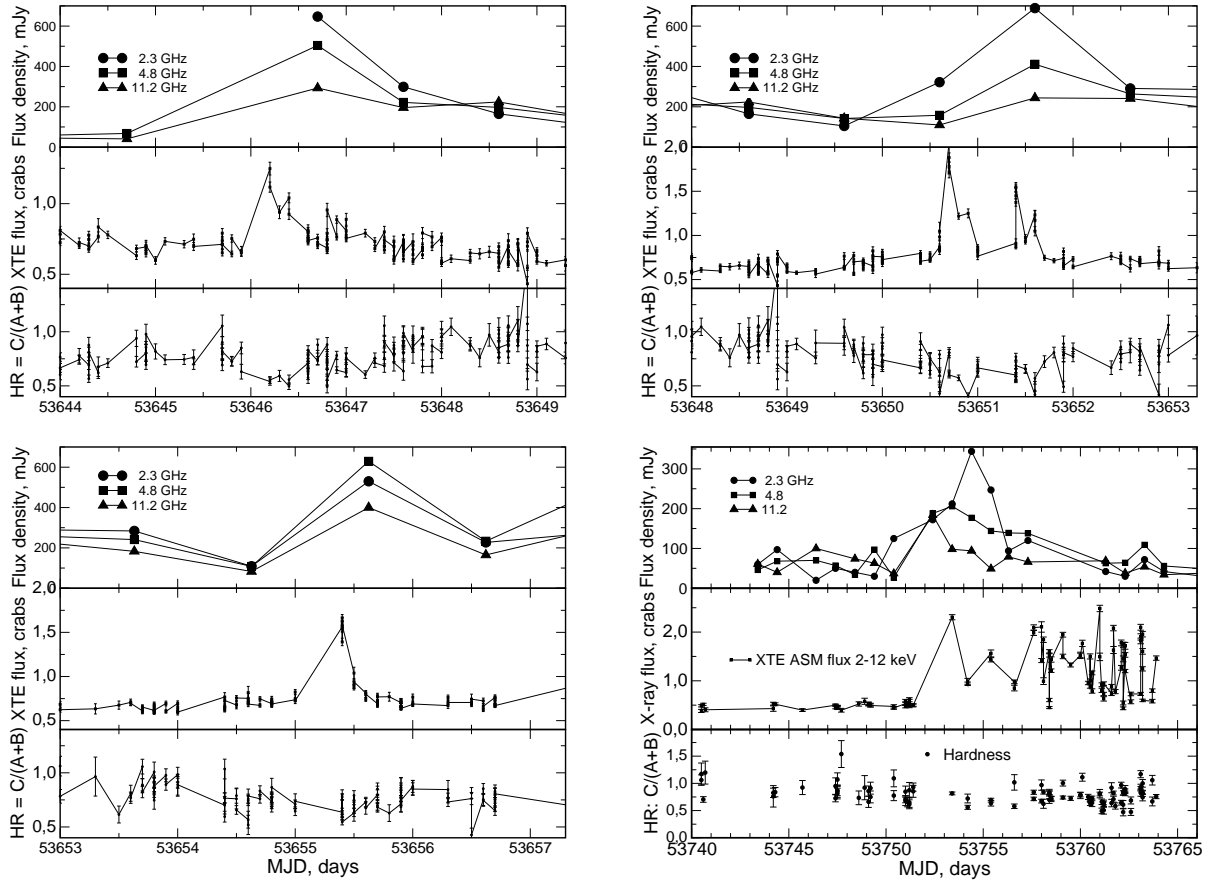 Flux density, mJy
600
400
200
0
2.3 GHz
4.8 GHz
11.2 GHz
XTE flux, crabs
1,0
0,5
HR = C/(A+B)
1,0
0,5
53644 53645 53646 53647 53648 53649
Flux density, mJy
600
400
200
2,0
2.3 GHz
4.8 GHz
11.2 GHz
XTE flux, crabs
1,5
1,0
0,5
HR = C/(A+B)
1,0
0,5
53648 53649 53650 53651 53652 53653
Flux density, mJy
600
400
200
2,0
2.3 GHz
4.8 GHz
11.2 GHz
XTE flux, crabs
1,5
1,0
0,5
HR = C/(A+B)
1,0
0,5
53653 53654 53655 53656 53657
MJD, days
Flux density, mJy
300
200
100
0
2.3 GHz
4.8
11.2
X-ray flux, crabs
2,0
1,0
0,0
XTE ASM flux 2-12 keV
HR: C/(A+B)
1,5
1,0
0,5
0,0
Hardness
53740 53745 53750 53755 53760 53765
MJD, days